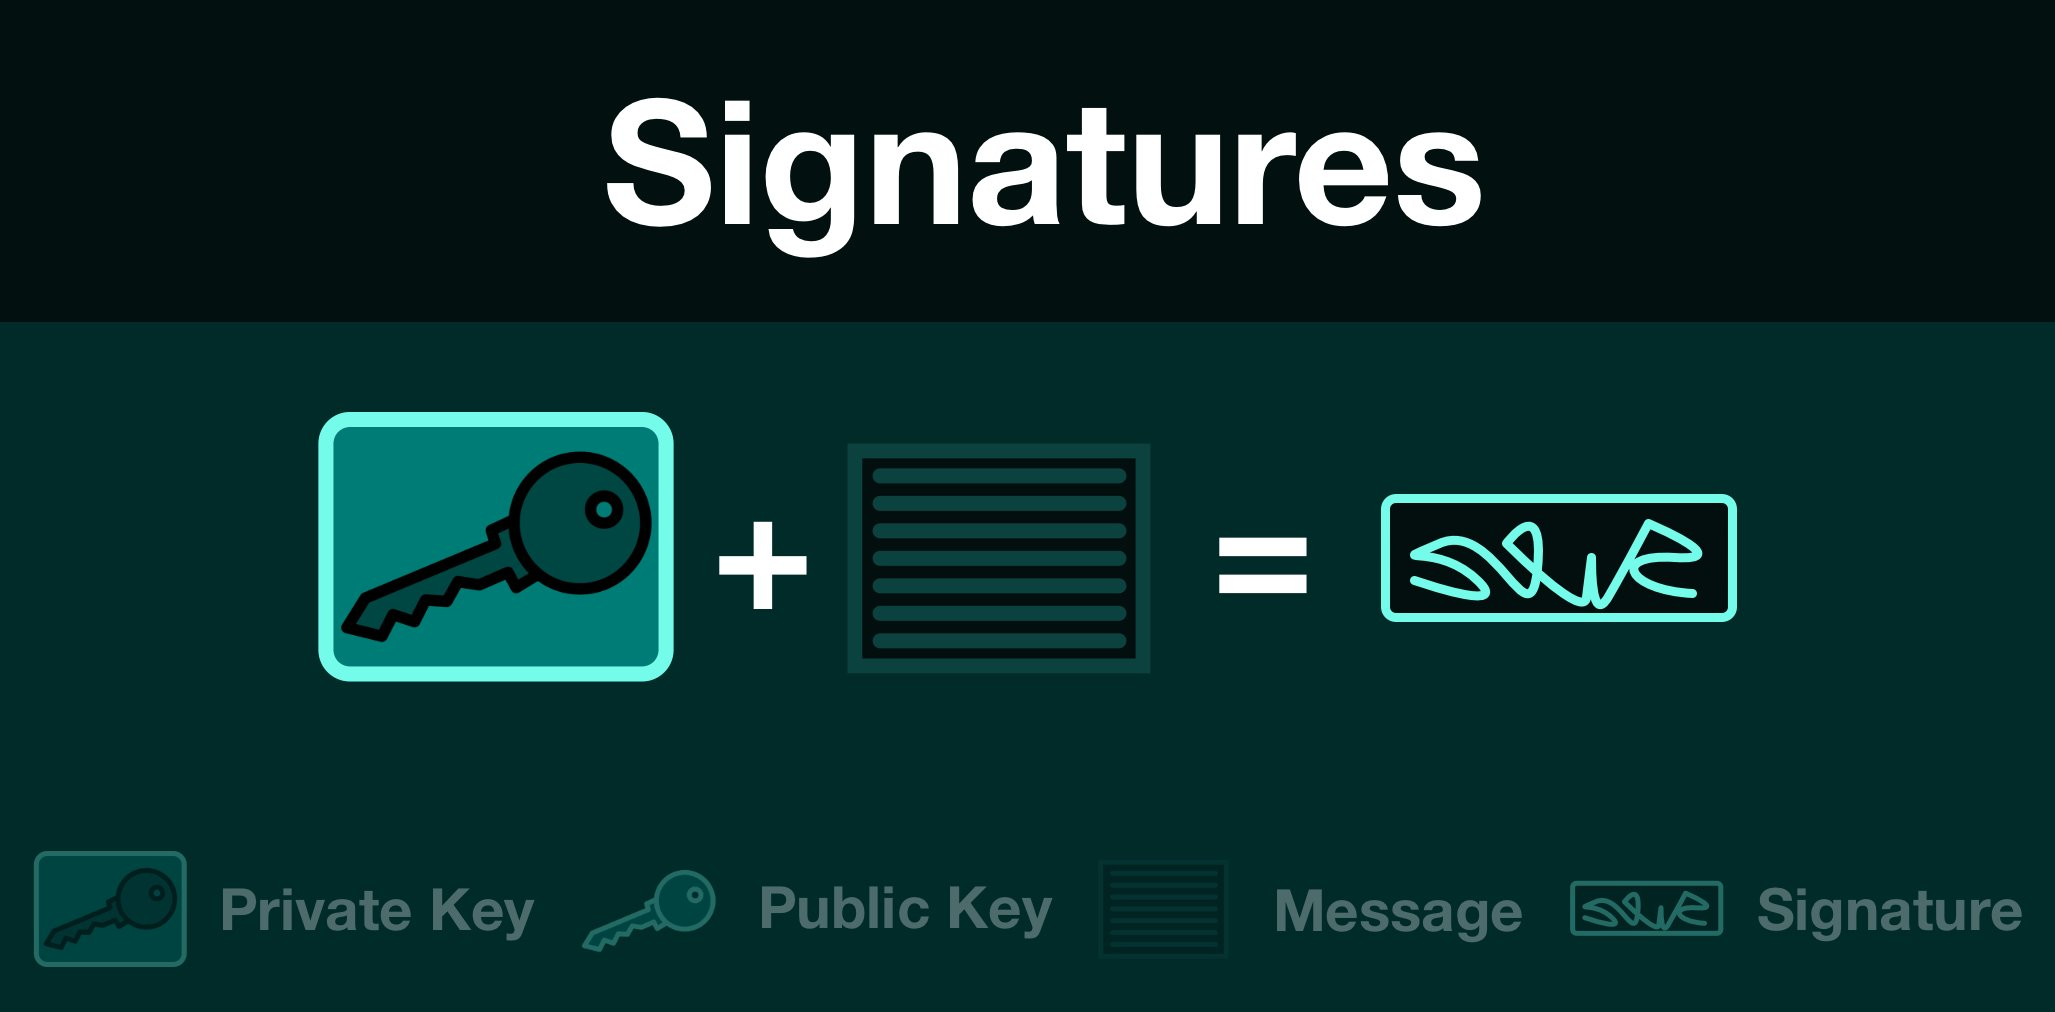 Signatures
+ =
Private Key Public Key Message Signature